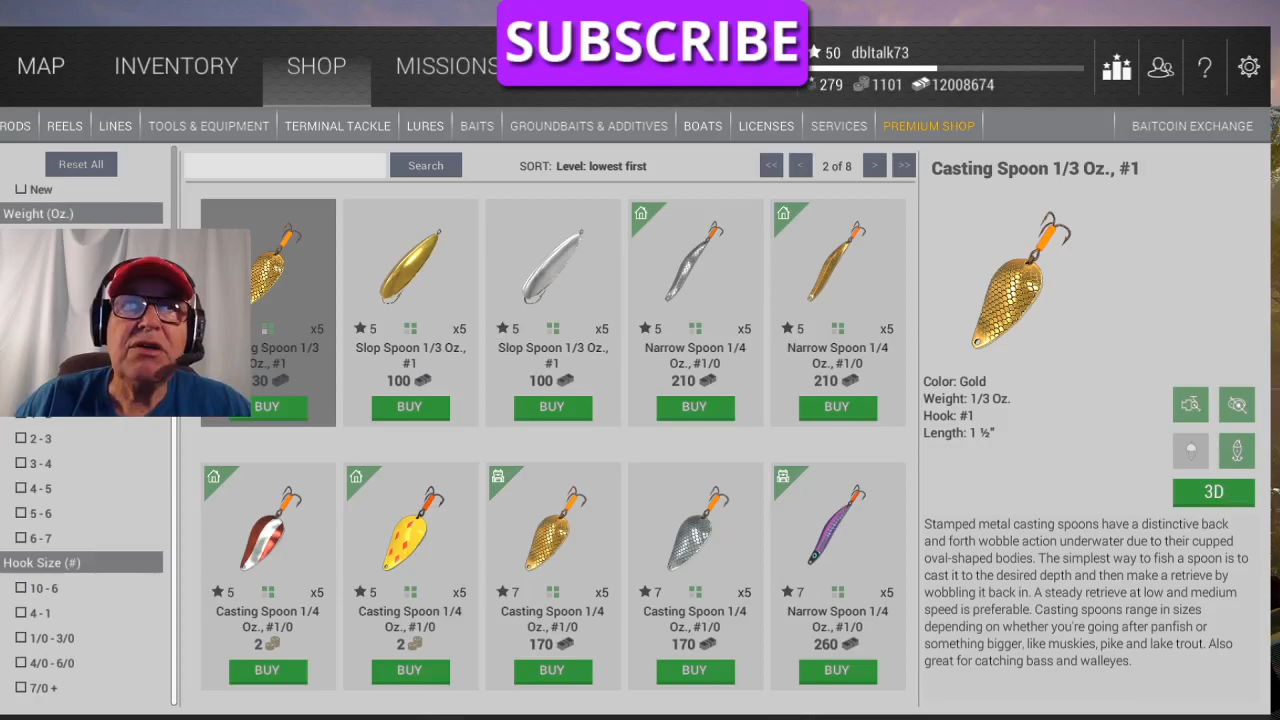 SUBSCRIBE
MAP INVENTORY SHOP MISSIONS
50 dbltalk73
279 1101 12008674
RODS REELS LINES TOOLS & EQUIPMENT TERMINAL TACKLE LURES BAITS GROUNDBAITS & ADDITIVES BOATS LICENSES SERVICES PREMIUM SHOP BAITCOIN EXCHANGE
Reset All
New
Weight (Oz.)
2 - 3
3 - 4
4 - 5
5 - 6
6 - 7
Hook Size (#)
10 - 6
4 - 1
1/0 - 3/0
4/0 - 6/0
7/0 +
Search
SORT: Level: lowest first
<< < 2 of 8 > >>
x5
g Spoon 1/3
Oz., #1
30
BUY
5 x5
Slop Spoon 1/3 Oz.,
#1
100
BUY
5 x5
Slop Spoon 1/3 Oz.,
#1
100
BUY
5 x5
Narrow Spoon 1/4
Oz., #1/0
210
BUY
5 x5
Narrow Spoon 1/4
Oz., #1/0
210
BUY
5 x5
Casting Spoon 1/4
Oz., #1/0
2
BUY
5 x5
Casting Spoon 1/4
Oz., #1/0
2
BUY
7 x5
Casting Spoon 1/4
Oz., #1/0
170
BUY
7 x5
Casting Spoon 1/4
Oz., #1/0
170
BUY
7 x5
Narrow Spoon 1/4
Oz., #1/0
260
BUY
Casting Spoon 1/3 Oz., #1
Color: Gold
Weight: 1/3 Oz.
Hook: #1
Length: 1 ½"
3D
Stamped metal casting spoons have a distinctive back
and forth wobble action underwater due to their cupped
oval-shaped bodies. The simplest way to fish a spoon is to
cast it to the desired depth and then make a retrieve by
wobbling it back in. A steady retrieve at low and medium
speed is preferable. Casting spoons range in sizes
depending on whether you're going after panfish or
something bigger, like muskies, pike and lake trout. Also
great for catching bass and walleyes.